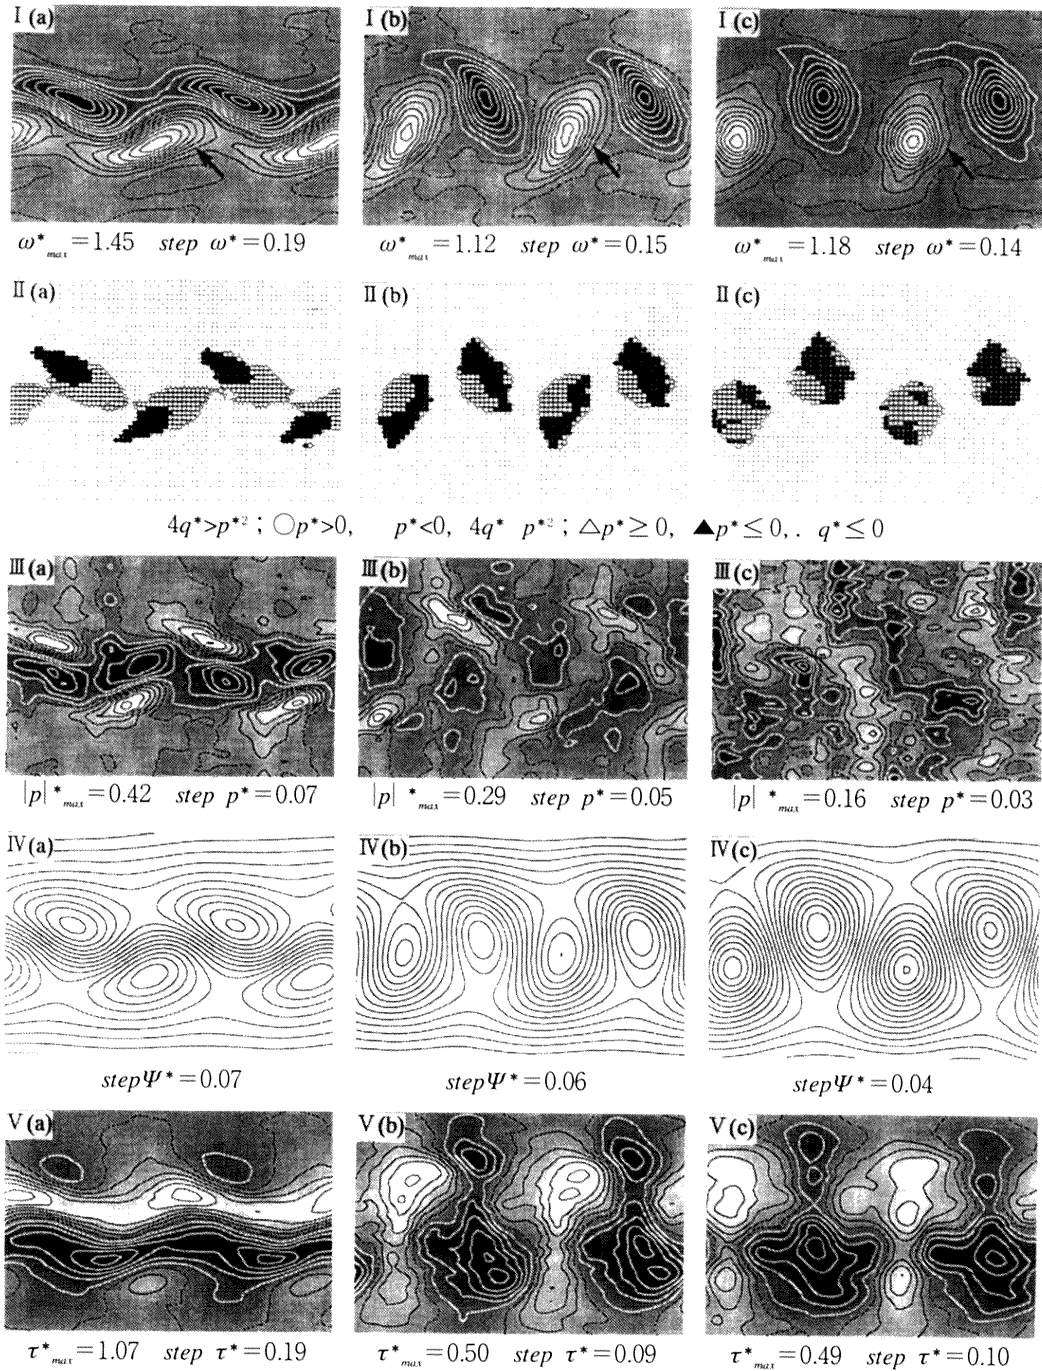 I (a) I (b) I (c)
ω*max=1.45 step ω*=0.19 ω*max=1.12 step ω*=0.15 ω*max=1.18 step ω*=0.14
II (a) II (b) II (c)
4q*>p*²; ○p*>0, p*<0, 4q* p*²; △p*≥0, ▲p*≤0, . q*≤0
III (a) III (b) III (c)
|p|*max=0.42 step p*=0.07 |p|*max=0.29 step p*=0.05 |p|*max=0.16 step p*=0.03
IV (a) IV (b) IV (c)
stepΨ*=0.07 stepΨ*=0.06 stepΨ*=0.04
V (a) V (b) V (c)
τ*max=1.07 step τ*=0.19 τ*max=0.50 step τ*=0.09 τ*max=0.49 step τ*=0.10